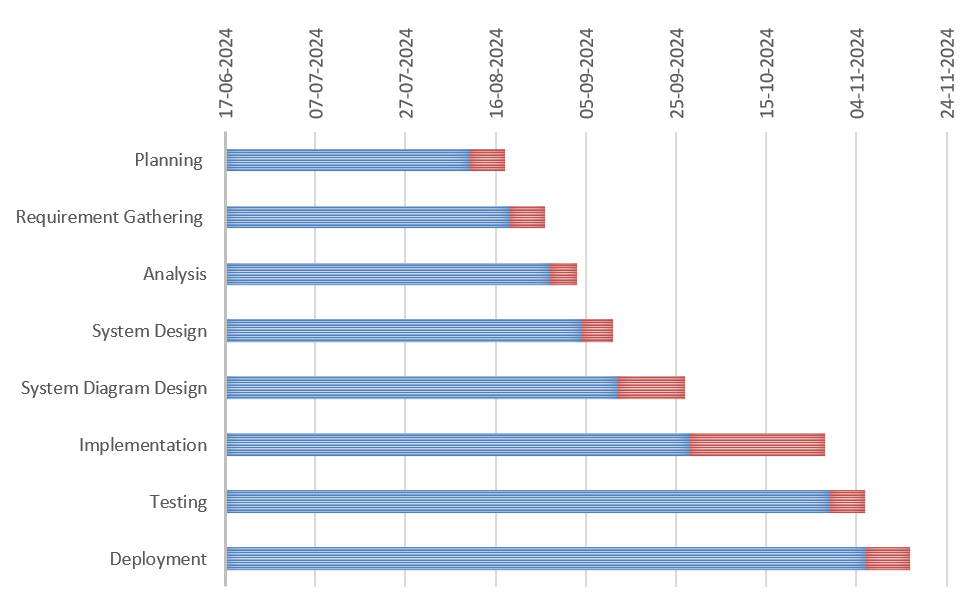 17-06-2024
07-07-2024
27-07-2024
16-08-2024
05-09-2024
25-09-2024
15-10-2024
04-11-2024
24-11-2024
Planning
Requirement Gathering
Analysis
System Design
System Diagram Design
Implementation
Testing
Deployment